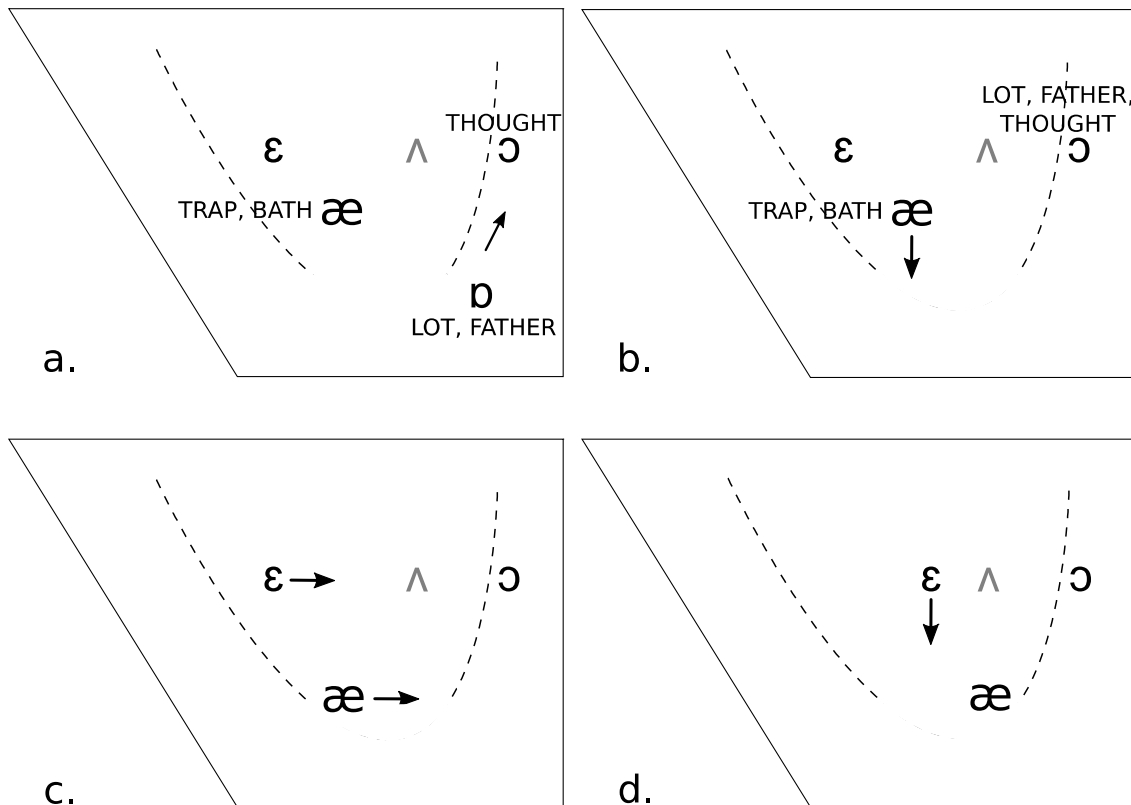 THOUGHT
ɛ ʌ ɔ
TRAP, BATH æ
ɒ
LOT, FATHER
a.
LOT, FATHER,
THOUGHT
ɛ ʌ ɔ
TRAP, BATH æ
b.
ɛ ʌ ɔ
æ
c.
ɛ ʌ ɔ
æ
d.